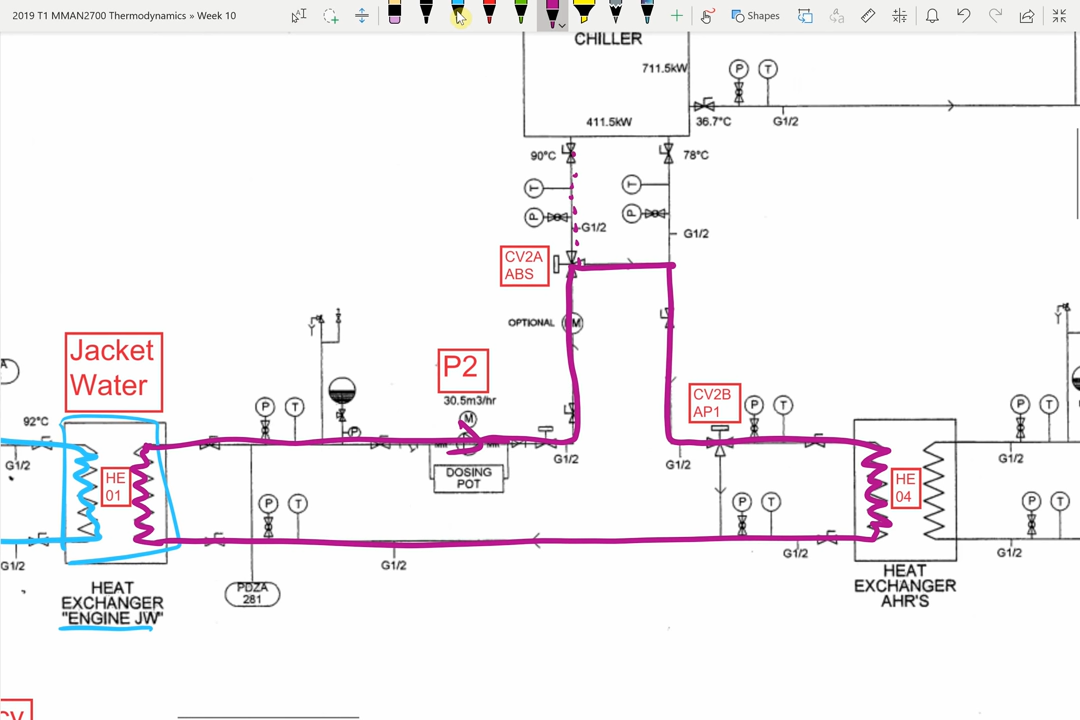 2019 T1 MMAN2700 Thermodynamics » Week 10
Shapes
CHILLER
711.5kW
P T
411.5kW
36.7°C
G1/2
90°C
78°C
T
T
P
P
G1/2
G1/2
CV2A
ABS
OPTIONAL
M
Jacket
Water
P2
30.5m3/hr
M
CV2B
AP1
A
92°C
P T
P
P T
P T
G1/2
DOSING
POT
G1/2
G1/2
G1/2
HE
01
HE
04
P T
P T
P T
G1/2
G1/2
G1/2
G1/2
HEAT
EXCHANGER
"ENGINE JW"
PDZA
281
HEAT
EXCHANGER
AHR'S
CV